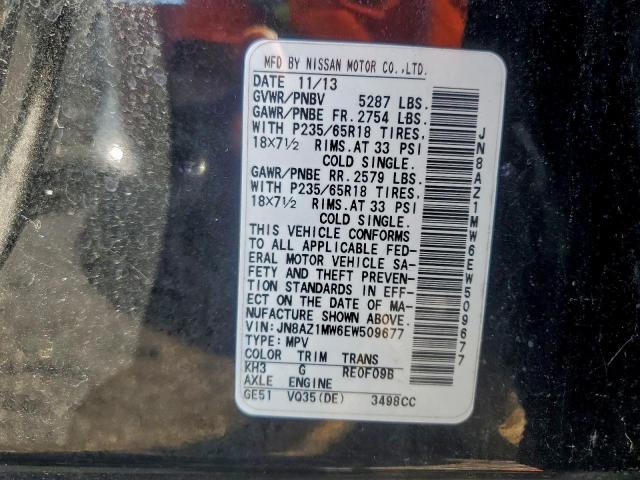 MFD BY NISSAN MOTOR CO.,LTD.
DATE 11/13
GVWR/PNBV 5287 LBS.
GAWR/PNBE FR.2754 LBS.
WITH P235/65R18 TIRES.
18X7½ RIMS.AT 33 PSI
COLD SINGLE.
GAWR/PNBE RR.2579 LBS.
WITH P235/65R18 TIRES.
18X7½ RIMS.AT 33 PSI
COLD SINGLE.
THIS VEHICLE CONFORMS
TO ALL APPLICABLE FED-
ERAL MOTOR VEHICLE SA-
FETY AND THEFT PREVEN-
TION STANDARDS IN EFF-
ECT ON THE DATE OF MA-
NUFACTURE SHOWN ABOVE.
VIN:JN8AZ1MW6EW509677
TYPE:MPV
COLOR TRIM TRANS
KH3 G RE0F09B
AXLE ENGINE
GE51 VQ35(DE) 3498CC
JN8AZ1MW6EW509677